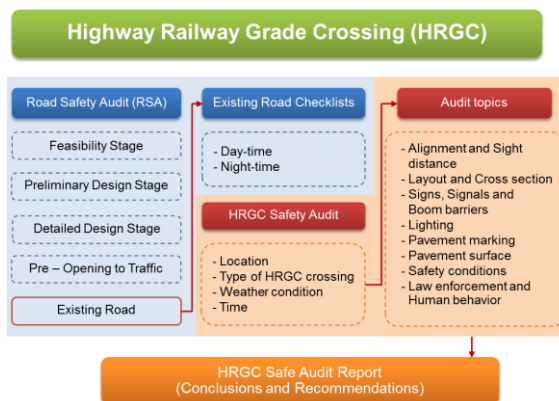 Highway Railway Grade Crossing (HRGC)
Road Safety Audit (RSA)
Feasibility Stage
Preliminary Design Stage
Detailed Design Stage
Pre – Opening to Traffic
Existing Road
Existing Road Checklists
- Day-time
- Night-time
HRGC Safety Audit
- Location
- Type of HRGC crossing
- Weather condition
- Time
Audit topics
- Alignment and Sight
distance
- Layout and Cross section
- Signs, Signals and
Boom barriers
- Lighting
- Pavement marking
- Pavement surface
- Safety conditions
- Law enforcement and
Human behavior
HRGC Safe Audit Report
(Conclusions and Recommendations)